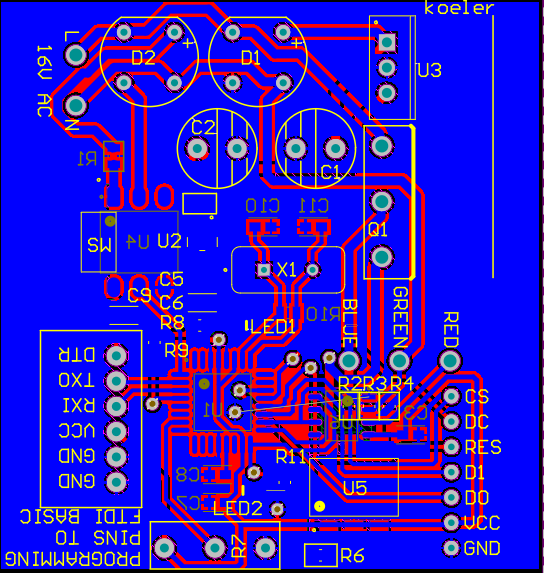 koeler
L
16V AC
N
D2
+
D1
+
U3
C2
C1
R1
C10
C11
Q1
MS
U4
U2
X1
C5
C9
C6
R10
R8
LED1
R9
BLUE
GREEN
RED
DTR
TXO
RXI
VCC
GND
GND
U1
R2
R3
R4
CS
DC
RES
D1
D0
VCC
GND
C8
C7
R11
LED2
U5
R6
R2
FTDI BASIC
PINS TO
PROGRAMMING